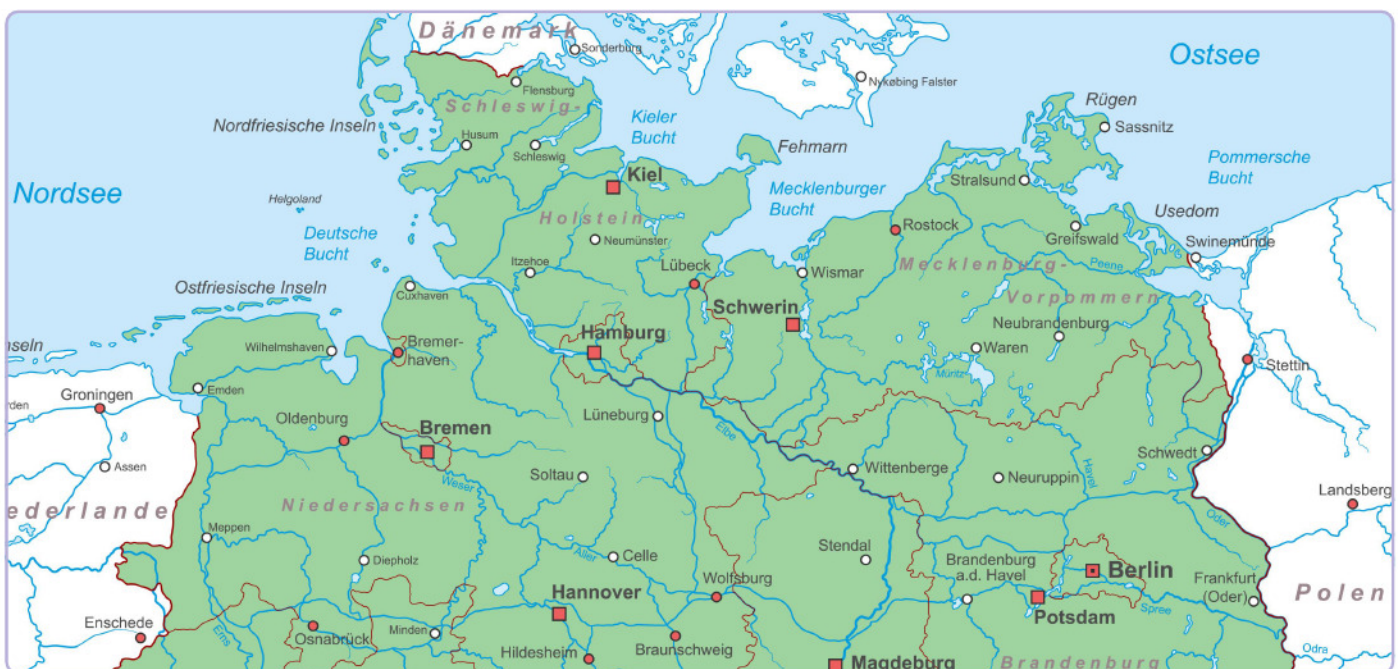 Dänemark
Sonderburg
Ostsee
Nykøbing Falster
Flensburg
Schleswig-
Rügen
Sassnitz
Nordfriesische Inseln
Husum
Schleswig
Kieler
Bucht
Fehmarn
Pommersche
Bucht
Nordsee
Kiel
Mecklenburger
Bucht
Stralsund
Helgoland
Holstein
Usedom
Deutsche
Bucht
Neumünster
Rostock
Greifswald
Swinemünde
Itzehoe
Lübeck
Wismar
Mecklenburg-
Peene
Ostfriesische Inseln
Cuxhaven
Schwerin
Vorpommern
Neubrandenburg
nseln
Wilhelmshaven
Bremer-
haven
Hamburg
Waren
Müritz
Stettin
Groningen
rden
Emden
Oldenburg
Lüneburg
Elbe
Bremen
Schwedt
Assen
Weser
Soltau
Wittenberge
Neuruppin
Havel
Landsberg
ederlande
Niedersachsen
Meppen
Oder
Diepholz
Aller
Celle
Stendal
Brandenburg
a.d. Havel
Berlin
Frankfurt
(Oder)
Wolfsburg
Hannover
Potsdam
Spree
Polen
Enschede
Ems
Osnabrück
Minden
Hildesheim
Braunschweig
Magdeburg
Brandenburg
Odra